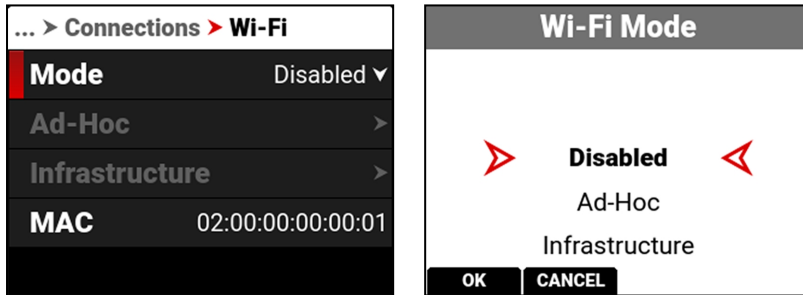 ... > Connections > Wi-Fi
Mode Disabled
Ad-Hoc >
Infrastructure >
MAC 02:00:00:00:00:01
Wi-Fi Mode
Disabled
Ad-Hoc
Infrastructure
OK CANCEL